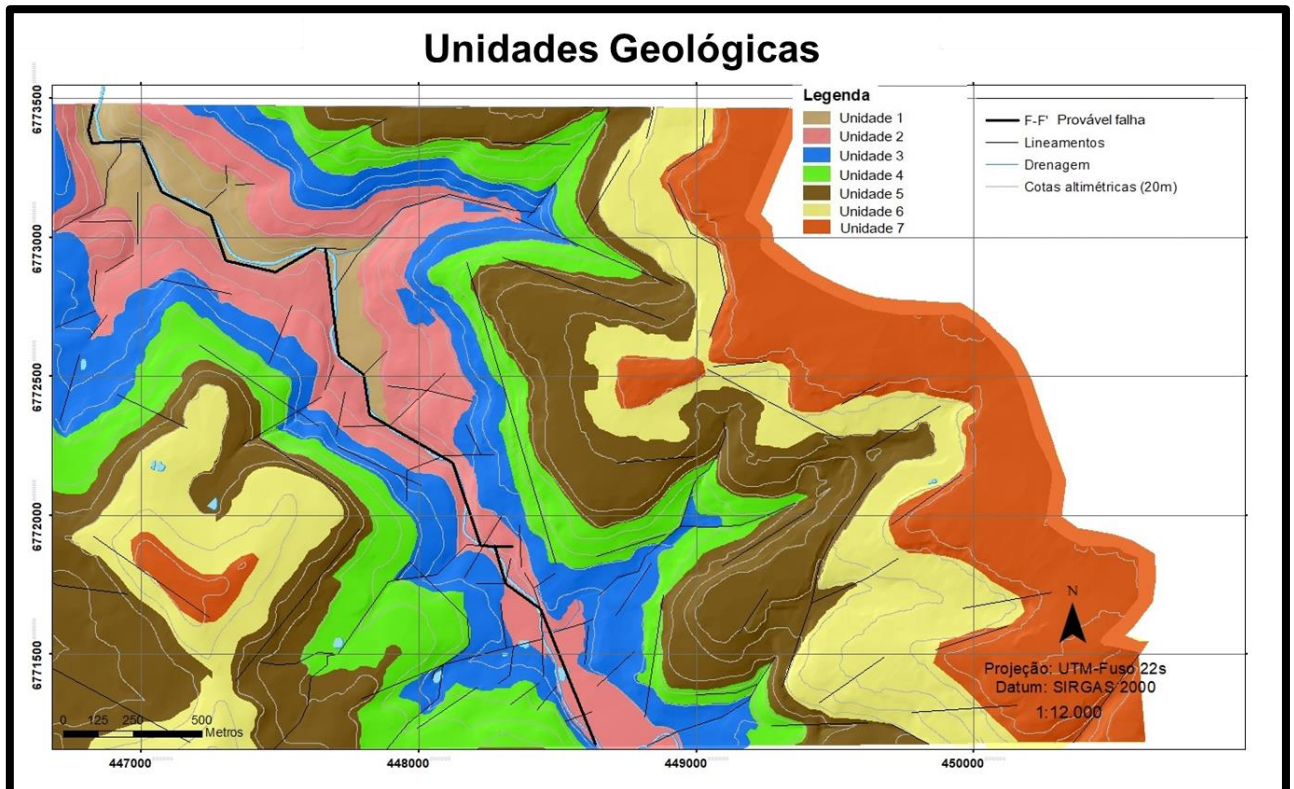 Unidades Geológicas
Legenda
Unidade 1
Unidade 2
Unidade 3
Unidade 4
Unidade 5
Unidade 6
Unidade 7
F-F' Provável falha
Lineamentos
Drenagem
Cotas altimétricas (20m)
6773500
6773000
6772500
6772000
6771500
N
Projeção: UTM-Fuso 22s
Datum: SIRGAS 2000
1:12.000
0 125 250 500
Metros
447000
448000
449000
450000